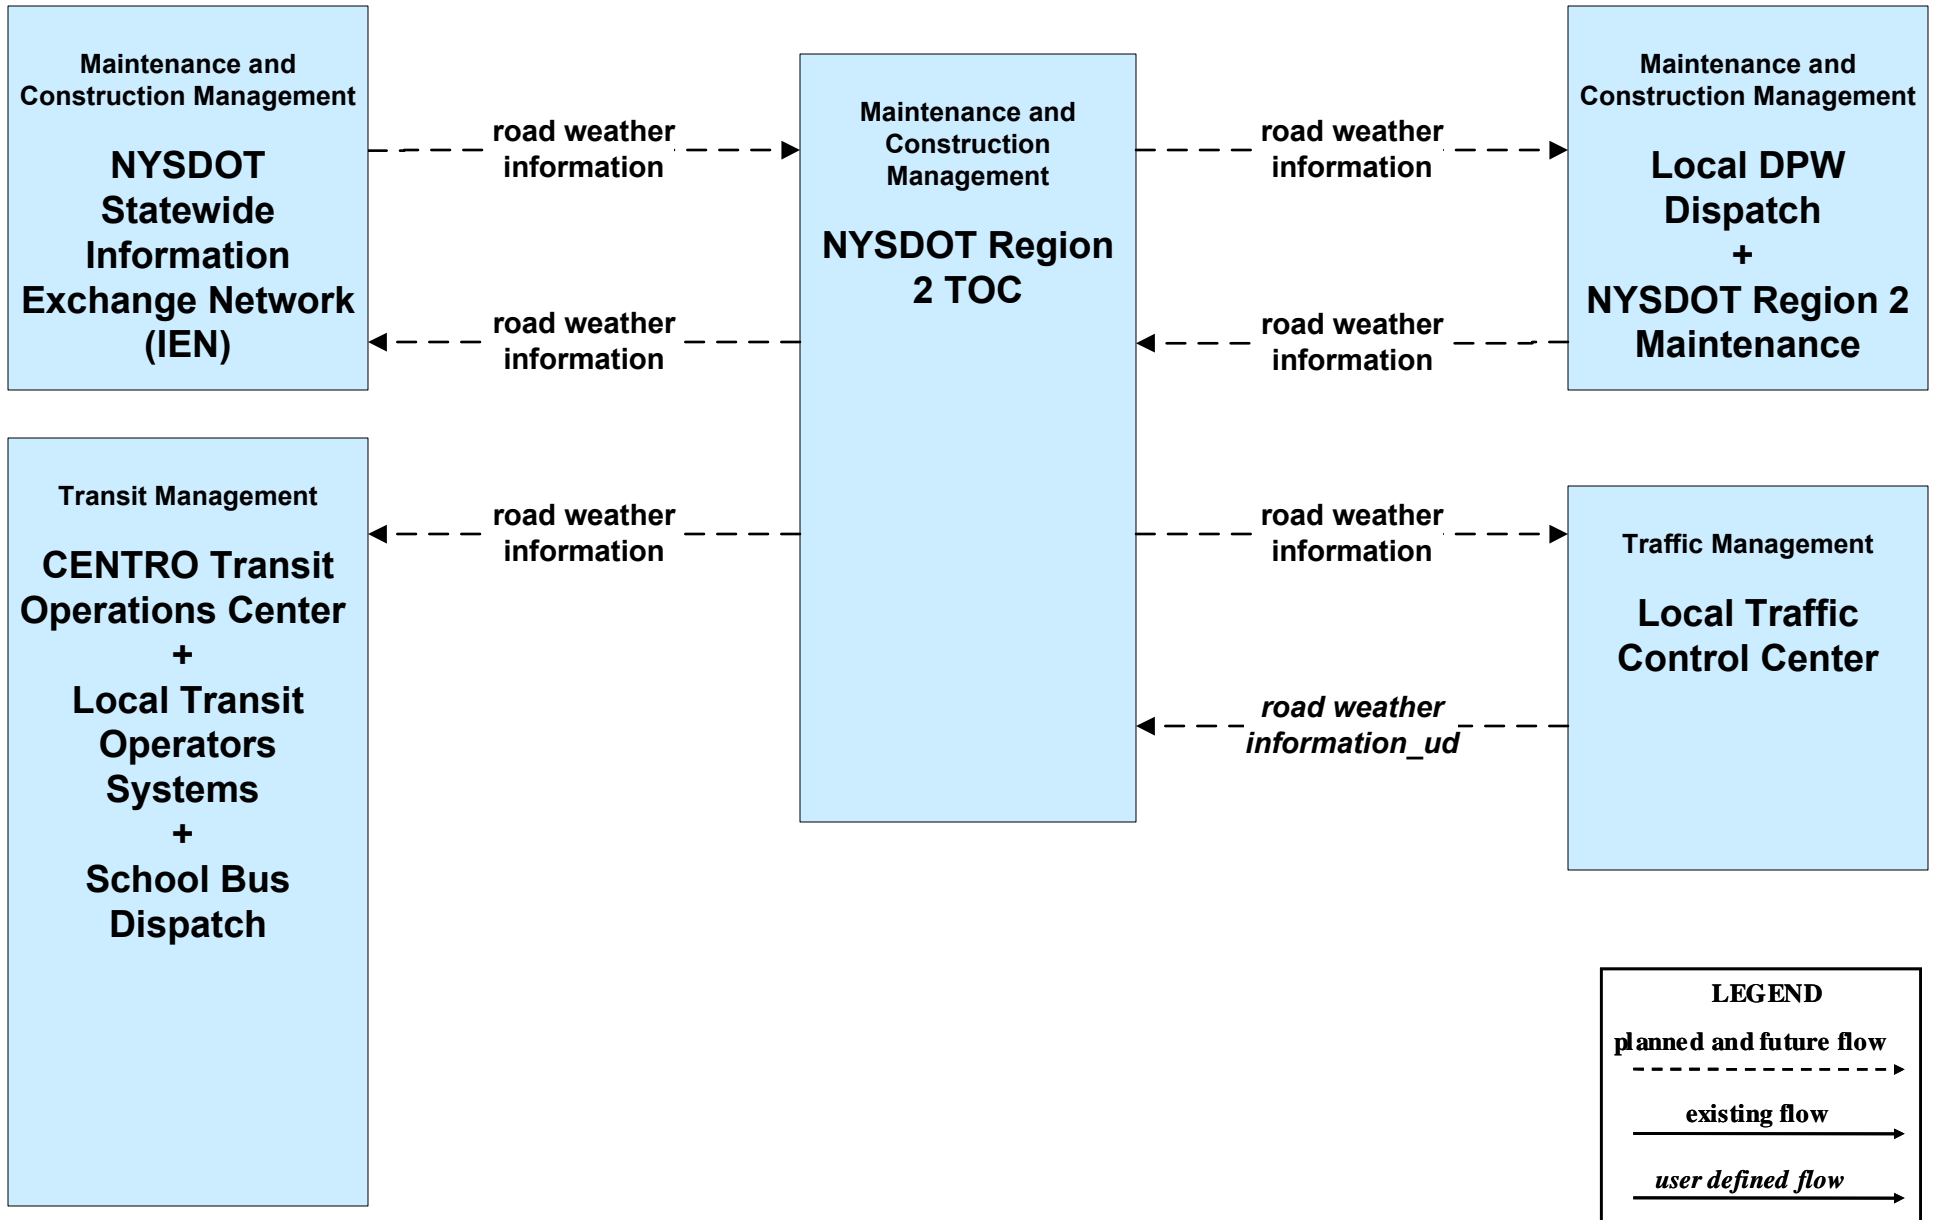 Maintenance and
Construction Management
NYSDOT
Statewide
Information
Exchange Network
(IEN)
road weather
information
road weather
information
Maintenance and
Construction
Management
NYSDOT Region
2 TOC
road weather
information
road weather
information
Maintenance and
Construction Management
Local DPW
Dispatch
+
NYSDOT Region 2
Maintenance
Transit Management
CENTRO Transit
Operations Center
+
Local Transit
Operators
Systems
+
School Bus
Dispatch
road weather
information
road weather
information
road weather
information_ud
Traffic Management
Local Traffic
Control Center
LEGEND
planned and future flow
existing flow
user defined flow